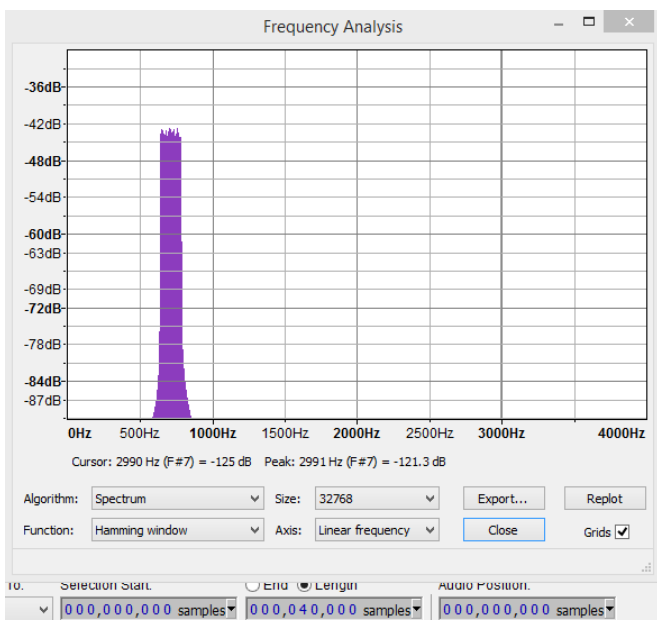 Frequency Analysis
-36dB
-42dB
-48dB
-54dB
-60dB
-63dB
-69dB
-72dB
-78dB
-84dB
-87dB
0Hz 500Hz 1000Hz 1500Hz 2000Hz 2500Hz 3000Hz 4000Hz
Cursor: 2990 Hz (F#7) = -125 dB Peak: 2991 Hz (F#7) = -121.3 dB
Algorithm: Spectrum Size: 32768 Export... Replot
Function: Hamming window Axis: Linear frequency Close Grids
To: Selection Start: End Length Audio Position:
000,000,000 samples 000,040,000 samples 000,000,000 samples